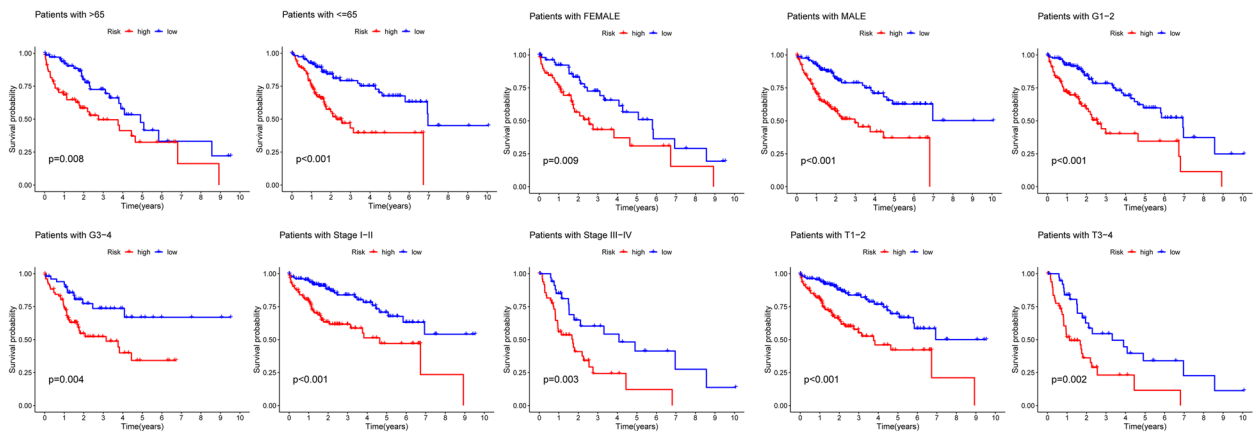 Patients with >65
Risk high low
Survival probability
1.00
0.75
0.50
0.25
0.00
p=0.008
0 1 2 3 4 5 6 7 8 9 10
Time(years)
Patients with <=65
Risk high low
Survival probability
1.00
0.75
0.50
0.25
0.00
p<0.001
0 1 2 3 4 5 6 7 8 9 10
Time(years)
Patients with FEMALE
Risk high low
Survival probability
1.00
0.75
0.50
0.25
0.00
p=0.009
0 1 2 3 4 5 6 7 8 9 10
Time(years)
Patients with MALE
Risk high low
Survival probability
1.00
0.75
0.50
0.25
0.00
p<0.001
0 1 2 3 4 5 6 7 8 9 10
Time(years)
Patients with G1−2
Risk high low
Survival probability
1.00
0.75
0.50
0.25
0.00
p<0.001
0 1 2 3 4 5 6 7 8 9 10
Time(years)
Patients with G3−4
Risk high low
Survival probability
1.00
0.75
0.50
0.25
0.00
p=0.004
0 1 2 3 4 5 6 7 8 9 10
Time(years)
Patients with Stage I−II
Risk high low
Survival probability
1.00
0.75
0.50
0.25
0.00
p<0.001
0 1 2 3 4 5 6 7 8 9 10
Time(years)
Patients with Stage III−IV
Risk high low
Survival probability
1.00
0.75
0.50
0.25
0.00
p=0.003
0 1 2 3 4 5 6 7 8 9 10
Time(years)
Patients with T1−2
Risk high low
Survival probability
1.00
0.75
0.50
0.25
0.00
p<0.001
0 1 2 3 4 5 6 7 8 9 10
Time(years)
Patients with T3−4
Risk high low
Survival probability
1.00
0.75
0.50
0.25
0.00
p=0.002
0 1 2 3 4 5 6 7 8 9 10
Time(years)